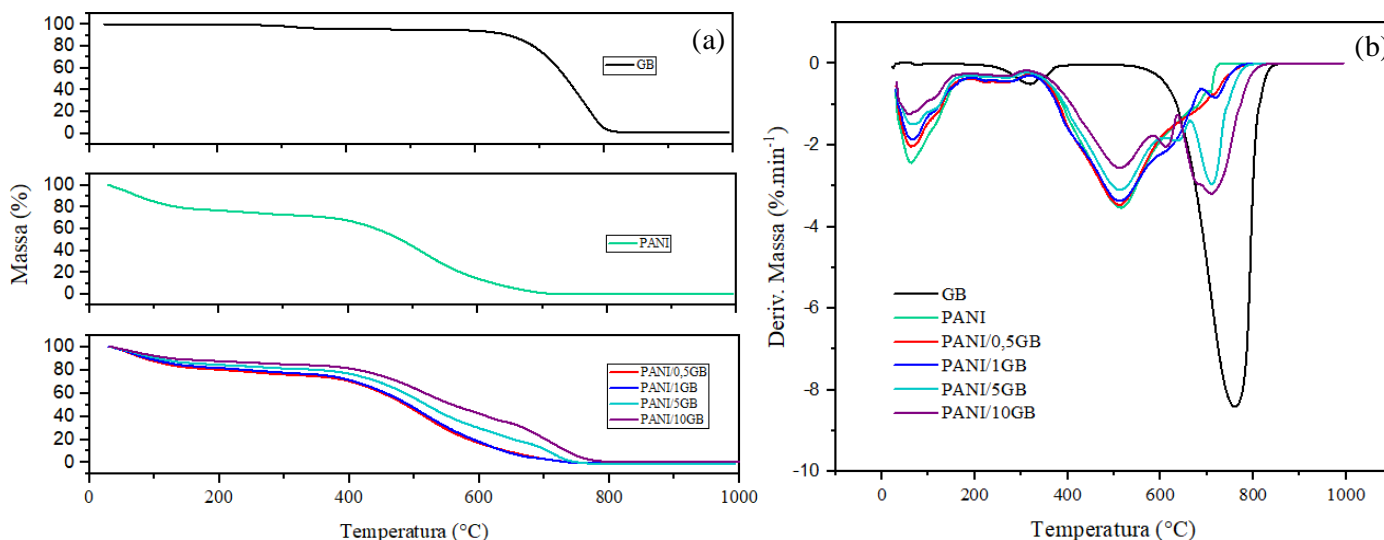 (a)
100
80
60
40
20
0
GB
Massa (%)
100
80
60
40
20
0
PANI
100
80
60
40
20
0
PANI/0,5GB
PANI/1GB
PANI/5GB
PANI/10GB
0 200 400 600 800 1000
Temperatura (°C)
(b)
0
-2
-4
-6
-8
-10
Deriv. Massa (%.min⁻¹)
GB
PANI
PANI/0,5GB
PANI/1GB
PANI/5GB
PANI/10GB
0 200 400 600 800 1000
Temperatura (°C)